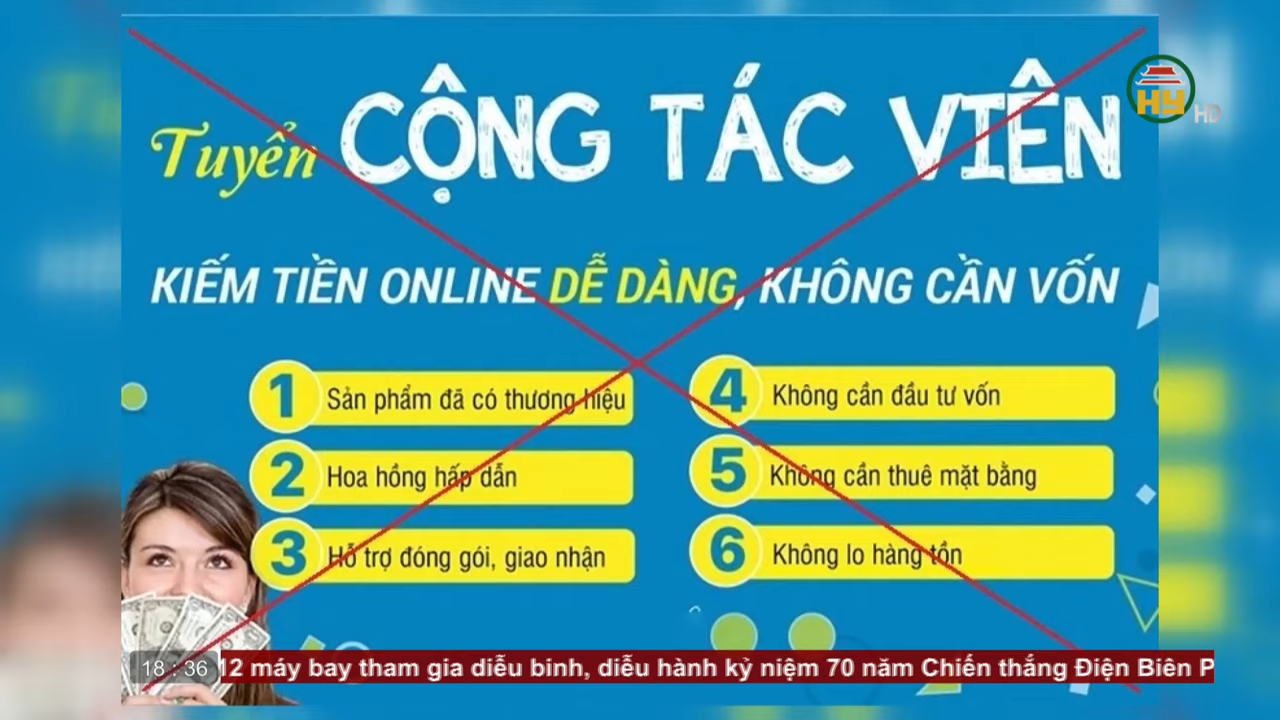 Tuyển CỘNG TÁC VIÊN
HY HD
KIẾM TIỀN ONLINE DỄ DÀNG, KHÔNG CẦN VỐN
1 Sản phẩm đã có thương hiệu
2 Hoa hồng hấp dẫn
3 Hỗ trợ đóng gói, giao nhận
4 Không cần đầu tư vốn
5 Không cần thuê mặt bằng
6 Không lo hàng tồn
18 : 36 12 máy bay tham gia diễu binh, diễu hành kỷ niệm 70 năm Chiến thắng Điện Biên P